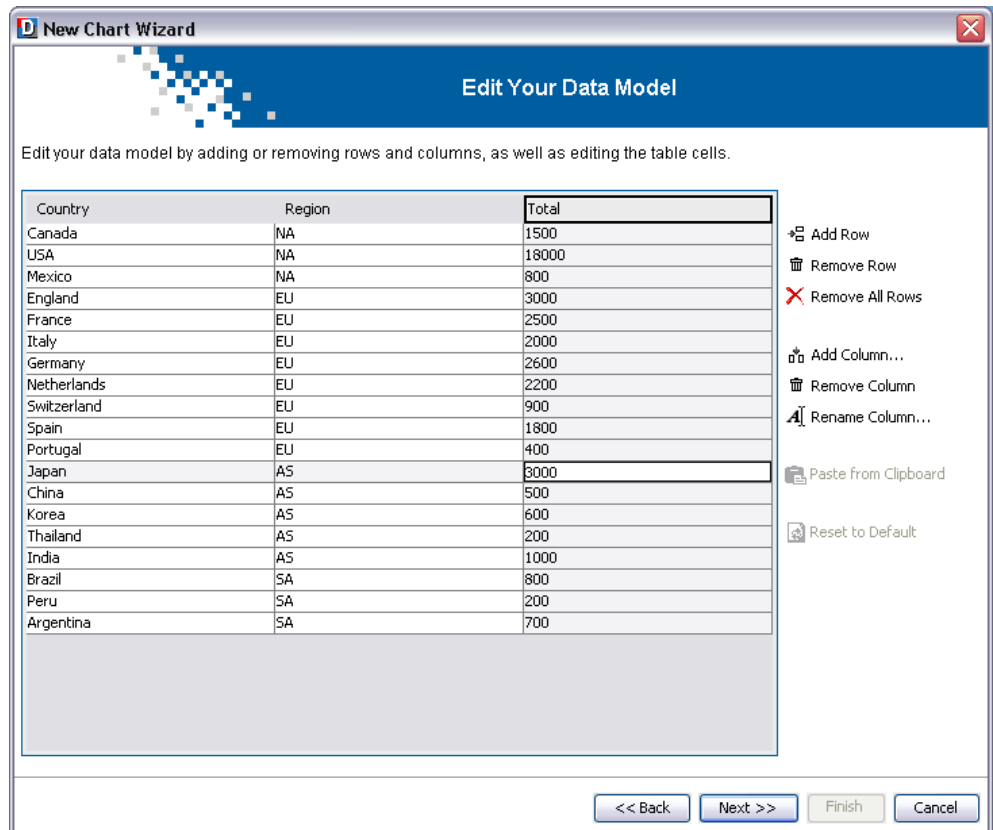 New Chart Wizard
Edit Your Data Model
Edit your data model by adding or removing rows and columns, as well as editing the table cells.
Country Region Total
Canada NA 1500
USA NA 18000
Mexico NA 800
England EU 3000
France EU 2500
Italy EU 2000
Germany EU 2600
Netherlands EU 2200
Switzerland EU 900
Spain EU 1800
Portugal EU 400
Japan AS 3000
China AS 500
Korea AS 600
Thailand AS 200
India AS 1000
Brazil SA 800
Peru SA 200
Argentina SA 700
Add Row
Remove Row
Remove All Rows
Add Column...
Remove Column
Rename Column...
Paste from Clipboard
Reset to Default
<< Back Next >> Finish Cancel